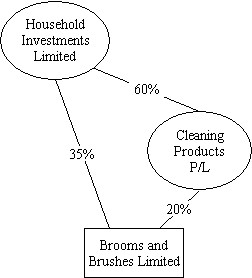 Household
Investments
Limited
60%
Cleaning
Products
P/L
35%
20%
Brooms and
Brushes Limited